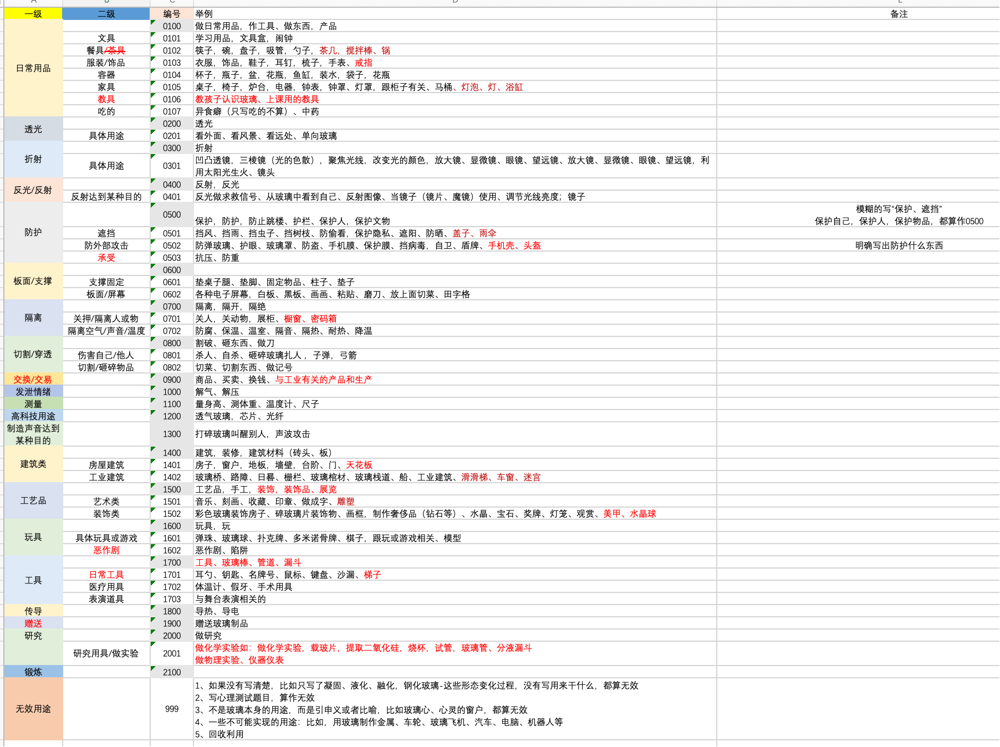 A B C D E
一级 二级 编号 举例 备注
日常用品
0100 做日常用品，作工具、做东西，产品
文具 0101 学习用品，文具盒，闹钟
餐具/茶具 0102 筷子，碗，盘子，吸管，勺子，茶几，搅拌棒、锅
服装/饰品 0103 衣服，饰品，鞋子，耳钉，梳子，手表、戒指
容器 0104 杯子，瓶子，盆，花瓶，鱼缸，装水，袋子，花瓶
家具 0105 桌子，椅子，炉台，电器，钟表，钟罩、灯罩，跟柜子有关、马桶、灯泡、灯、浴缸
教具 0106 教孩子认识玻璃、上课用的教具
吃的 0107 异食癖（只写吃的不算）、中药
透光
0200 透光
具体用途 0201 看外面、看风景、看远处、单向玻璃
折射
0300 折射
具体用途 0301 凹凸透镜，三棱镜（光的色散），聚焦光线，改变光的颜色，放大镜、显微镜、眼镜、望远镜、放大镜、显微镜、眼镜、望远镜，利
用太阳光生火、镜头
反光/反射
0400 反射，反光
反射达到某种目的 0401 反光做求救信号、从玻璃中看到自己、反射图像、当镜子（镜片、魔镜）使用、调节光线亮度；镜子
防护
0500 保护，防护，防止跳楼、护栏、保护人，保护文物
模糊的写“保护、遮挡”
保护自己，保护人，保护物品，都算作0500
遮挡 0501 挡风、挡雨、挡虫子、挡树枝、防偷看，保护隐私、遮阳、防晒、盖子、雨伞
防外部攻击 0502 防弹玻璃、护眼、玻璃罩、防盗、手机膜、保护膜、挡病毒，自卫、盾牌、手机壳、头盔 明确写出防护什么东西
承受 0503 抗压、防重
板面/支撑
0600
支撑固定 0601 垫桌子腿、垫脚、固定物品、柱子、垫子
板面/屏幕 0602 各种电子屏幕，白板、黑板、画画、粘贴、磨刀、放上面切菜、田字格
隔离
0700 隔离，隔开，隔绝
关押/隔离人或物 0701 关人，关动物，展柜、橱窗、密码箱
隔离空气/声音/温度 0702 防腐、保温、温室、隔音、隔热、耐热、降温
切割/穿透
0800 割破、砸东西、做刀
伤害自己/他人 0801 杀人、自杀、砸碎玻璃扎人，子弹，弓箭
切割/砸碎物品 0802 切菜、切割东西、做记号
交换/交易 0900 商品、买卖、换钱、与工业有关的产品和生产
发泄情绪 1000 解气、解压
测量 1100 量身高、测体重、温度计、尺子
高科技用途 1200 透气玻璃，芯片、光纤
制造声音达到
某种目的
1300 打碎玻璃叫醒别人，声波攻击
建筑类
1400 建筑，装修，建筑材料（砖头、板）
房屋建筑 1401 房子，窗户，地板，墙壁，台阶、门、天花板
工业建筑 1402 玻璃桥、路障、日晷、栅栏、玻璃棺材、玻璃栈道、船、工业建筑、滑滑梯、车窗、迷宫
工艺品
1500 工艺品，手工，装饰，装饰品、展览
艺术类 1501 音乐、刻画、收藏、印章、做成字、雕塑
装饰类 1502 彩色玻璃装饰房子、碎玻璃片装饰物、画框，制作奢侈品（钻石等）、水晶、宝石、奖牌、灯笼、观赏、美甲、水晶球
玩具
1600 玩具，玩
具体玩具或游戏 1601 弹珠、玻璃球、扑克牌、多米诺骨牌、棋子，跟玩或游戏相关、模型
恶作剧 1602 恶作剧、陷阱
工具
1700 工具、玻璃棒、管道、漏斗
日常工具 1701 耳勺、钥匙、名牌号、鼠标、键盘、沙漏、梯子
医疗用具 1702 体温计、假牙、手术用具
表演道具 1703 与舞台表演相关的
传导 1800 导热、导电
赠送 1900 赠送玻璃制品
研究 2000 做研究
研究用具/做实验 2001 做化学实验如：做化学实验，载玻片，提取二氧化硅，烧杯，试管，玻璃管、分液漏斗
做物理实验、仪器仪表
锻炼 2100
无效用途 999
1、如果没有写清楚，比如只写了凝固、液化、融化，钢化玻璃-这些形态变化过程，没有写用来干什么，都算无效
2、写心理测试题目，算作无效
3、不是玻璃本身的用途，而是引申义或者比喻，比如玻璃心、心灵的窗户，都算无效
4、一些不可能实现的用途：比如，用玻璃制作金属、车轮、玻璃飞机、汽车、电脑、机器人等
5、回收利用